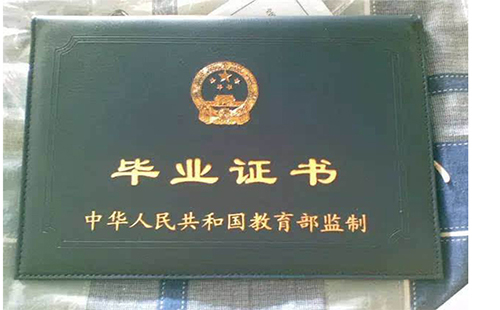 毕业证书
中华人民共和国教育部监制